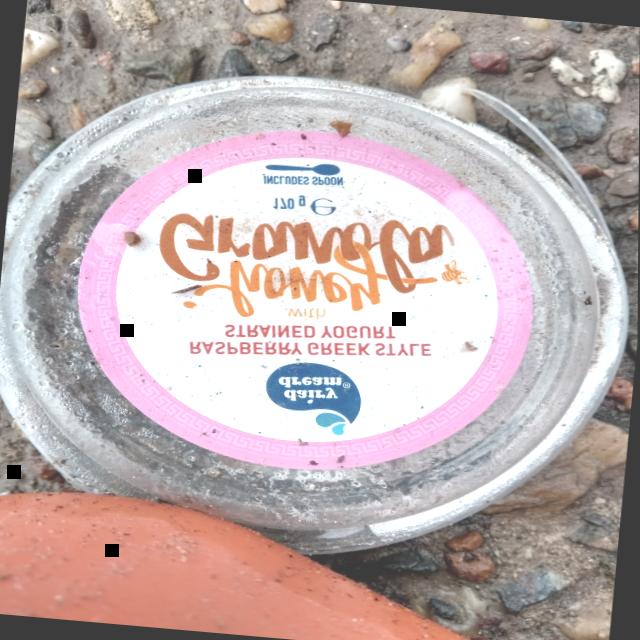 dairy
dream®
RASPBERRY GREEK STYLE
STRAINED YOGURT
with
honey
Granola
170 g ℮
INCLUDES SPOON